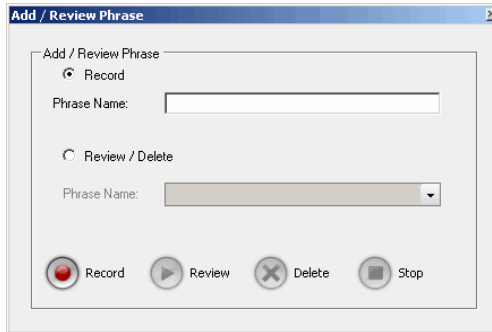 Add / Review Phrase
Add / Review Phrase
Record
Phrase Name:
Review / Delete
Phrase Name:
Record Review Delete Stop